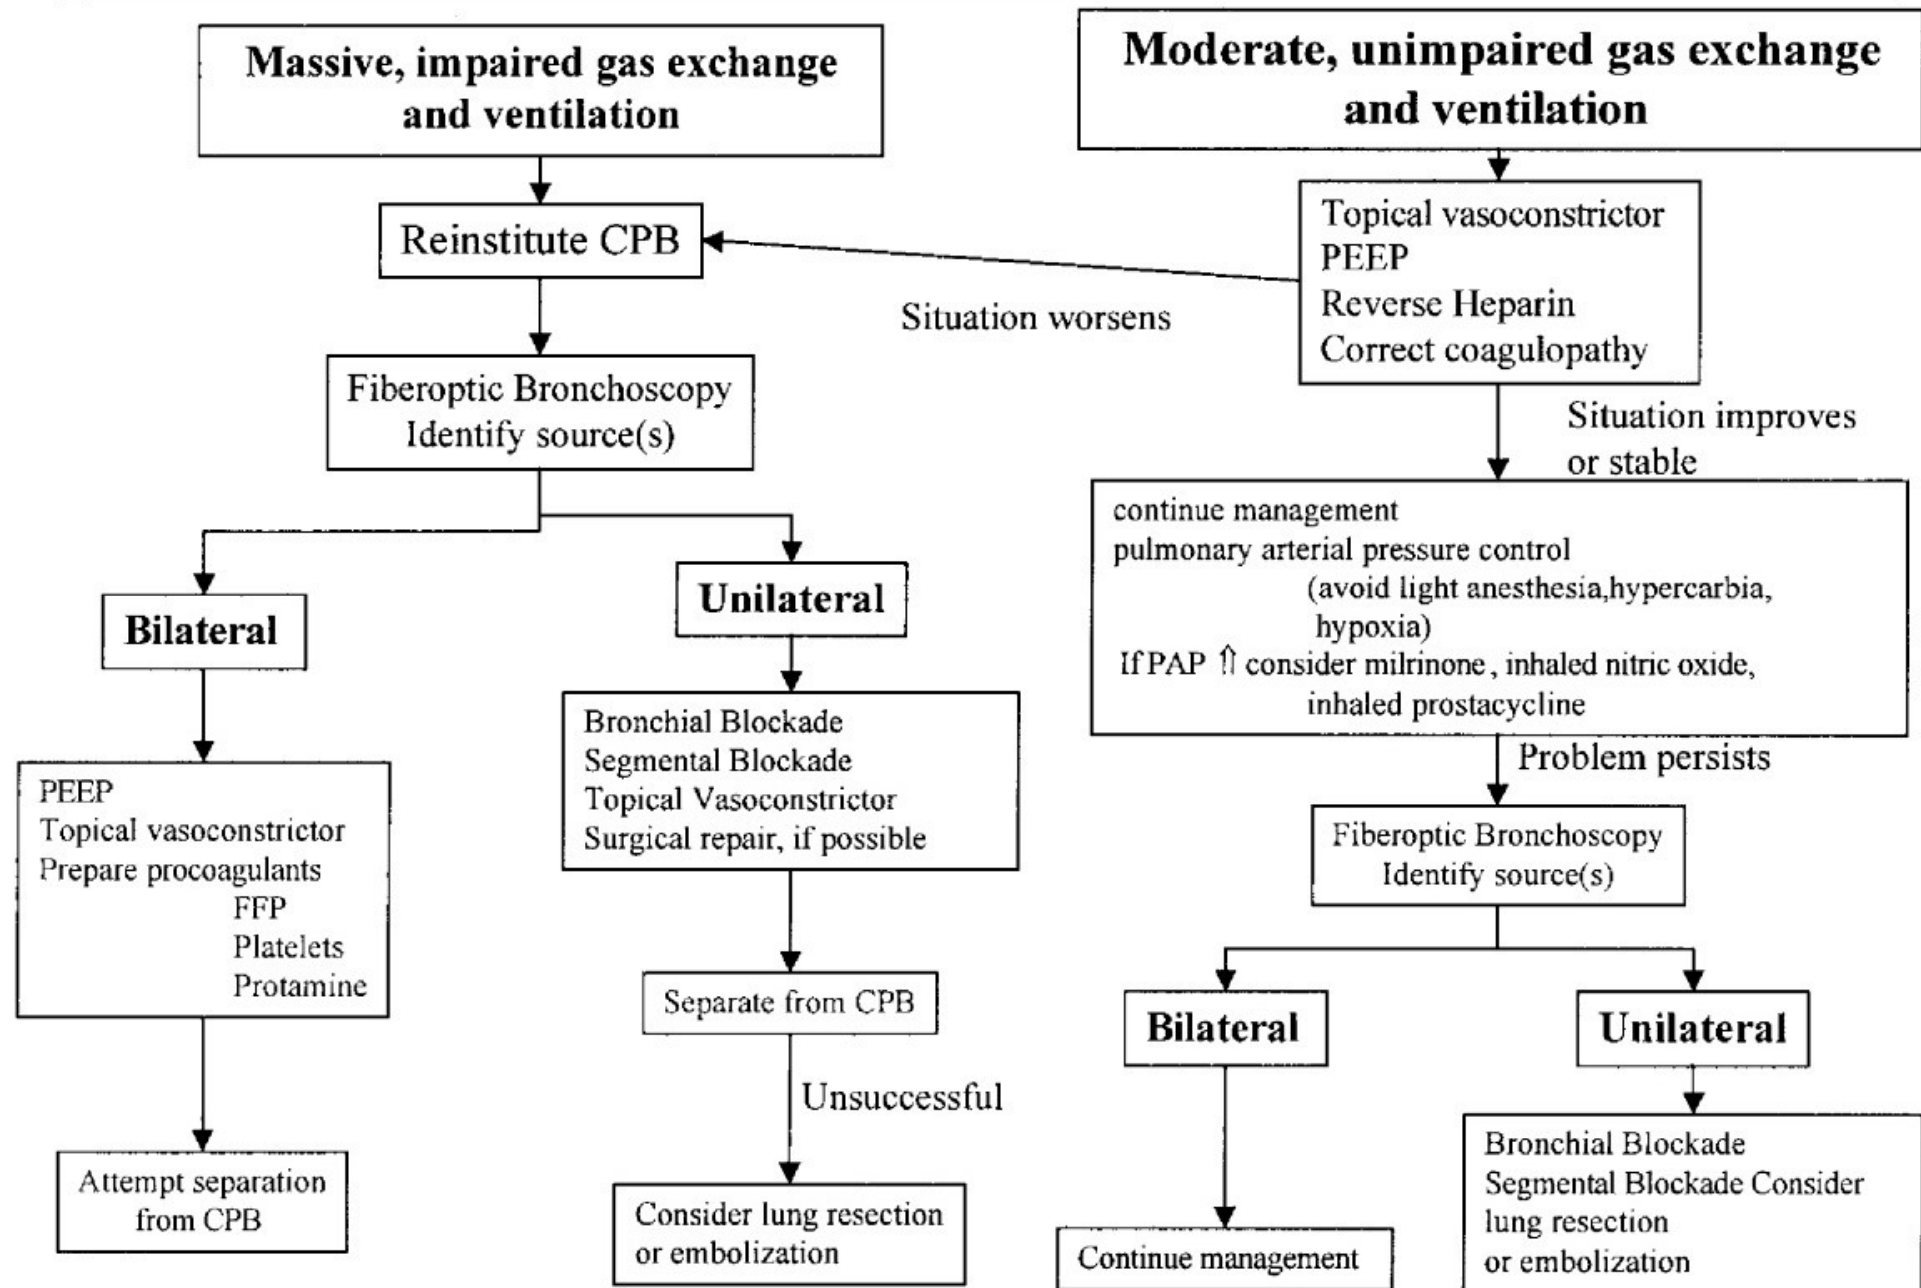 Massive, impaired gas exchange
and ventilation
Reinstitute CPB
Fiberoptic Bronchoscopy
Identify source(s)
Bilateral
PEEP
Topical vasoconstrictor
Prepare procoagulants
FFP
Platelets
Protamine
Attempt separation
from CPB
Unilateral
Bronchial Blockade
Segmental Blockade
Topical Vasoconstrictor
Surgical repair, if possible
Separate from CPB
Unsuccessful
Consider lung resection
or embolization
Moderate, unimpaired gas exchange
and ventilation
Topical vasoconstrictor
PEEP
Reverse Heparin
Correct coagulopathy
Situation worsens
Situation improves
or stable
continue management
pulmonary arterial pressure control
(avoid light anesthesia,hypercarbia,
hypoxia)
If PAP ⇑ consider milrinone, inhaled nitric oxide,
inhaled prostacycline
Problem persists
Fiberoptic Bronchoscopy
Identify source(s)
Bilateral
Continue management
Unilateral
Bronchial Blockade
Segmental Blockade Consider
lung resection
or embolization